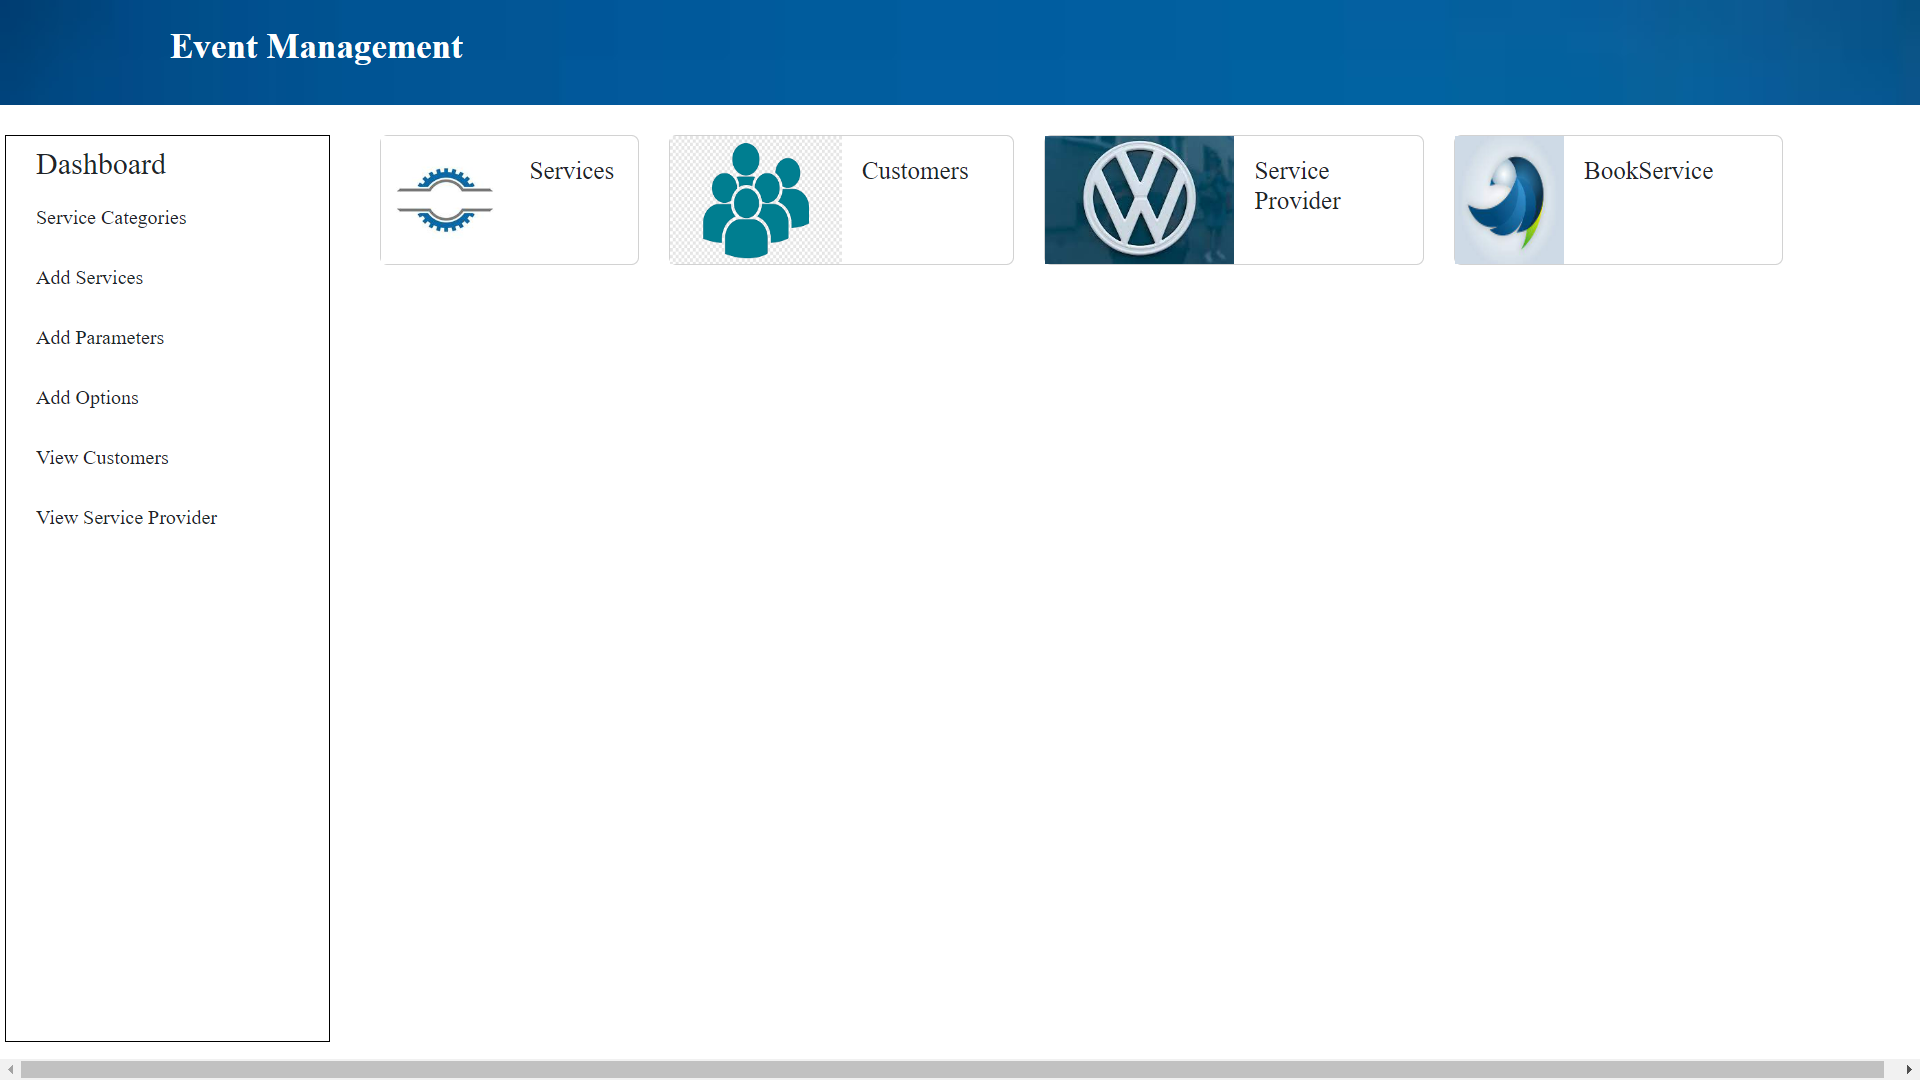 Event Management
Dashboard
Service Categories
Add Services
Add Parameters
Add Options
View Customers
View Service Provider
Services
Customers
Service
Provider
BookService